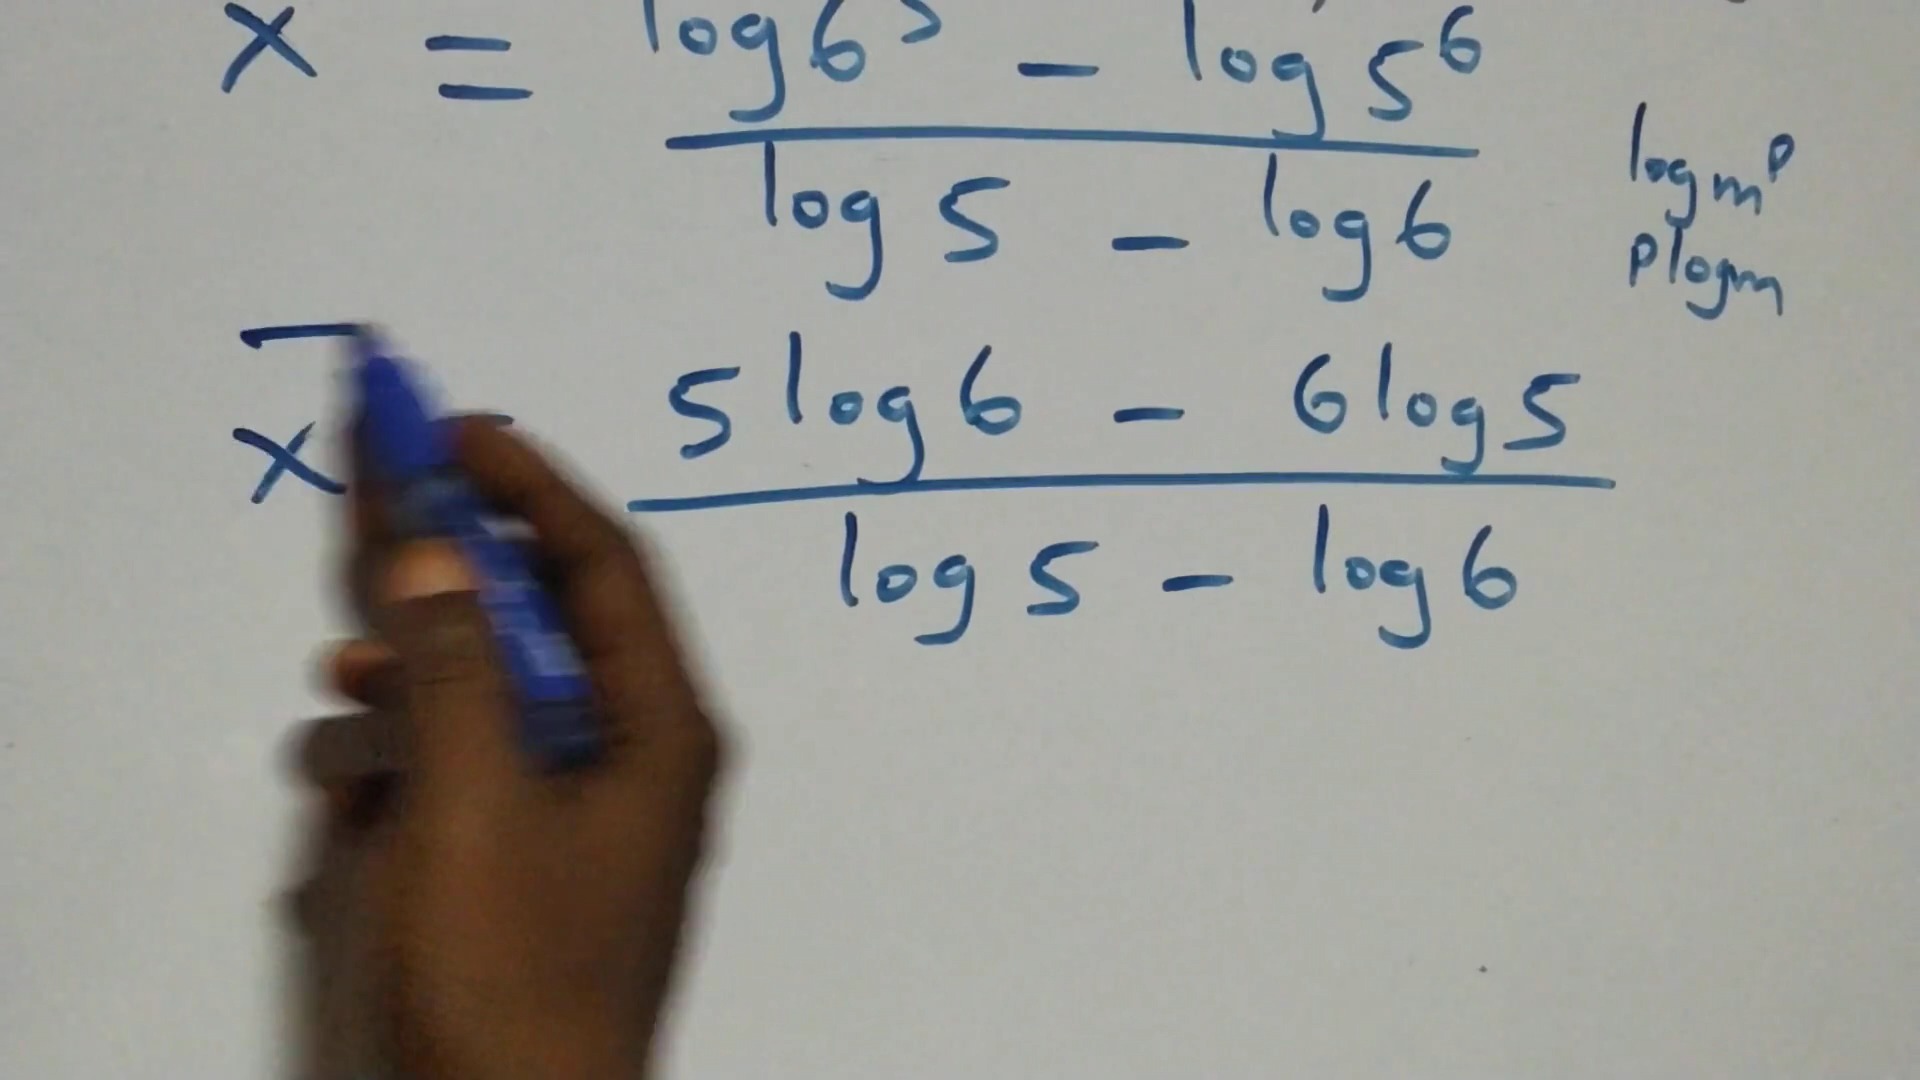 x = log 6⁵ - log 5⁶
log 5 - log 6
log m^p
p log m
x = 5 log 6 - 6 log 5
log 5 - log 6